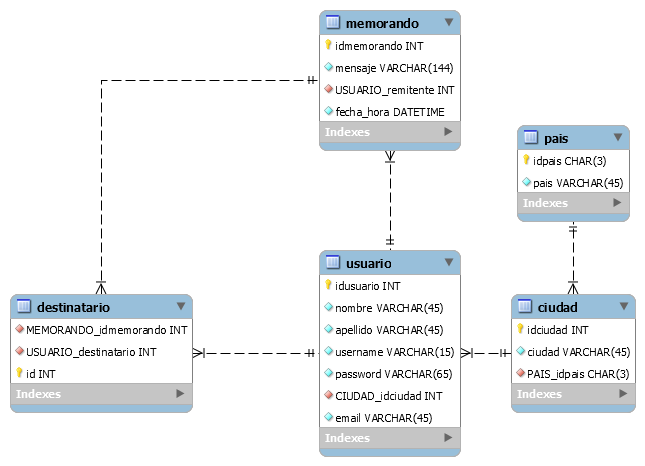 memorando
idmemorando INT
mensaje VARCHAR(144)
USUARIO_remitente INT
fecha_hora DATETIME
Indexes
pais
idpais CHAR(3)
pais VARCHAR(45)
Indexes
usuario
idusuario INT
nombre VARCHAR(45)
apellido VARCHAR(45)
username VARCHAR(15)
password VARCHAR(65)
CIUDAD_idciudad INT
email VARCHAR(45)
Indexes
destinatario
MEMORANDO_idmemorando INT
USUARIO_destinatario INT
id INT
Indexes
ciudad
idciudad INT
ciudad VARCHAR(45)
PAIS_idpais CHAR(3)
Indexes